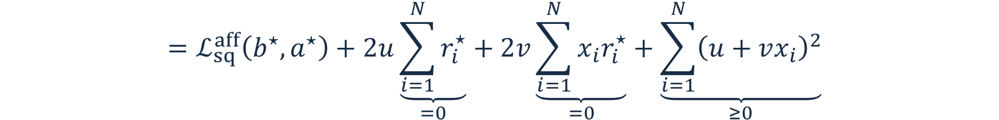 = ℒ_sq^aff(b⋆, a⋆) + 2u ∑_{i=1}^{N} r_i^⋆ + 2v ∑_{i=1}^{N} x_i r_i^⋆ + ∑_{i=1}^{N} (u + vx_i)^2
=0 =0 ≥0